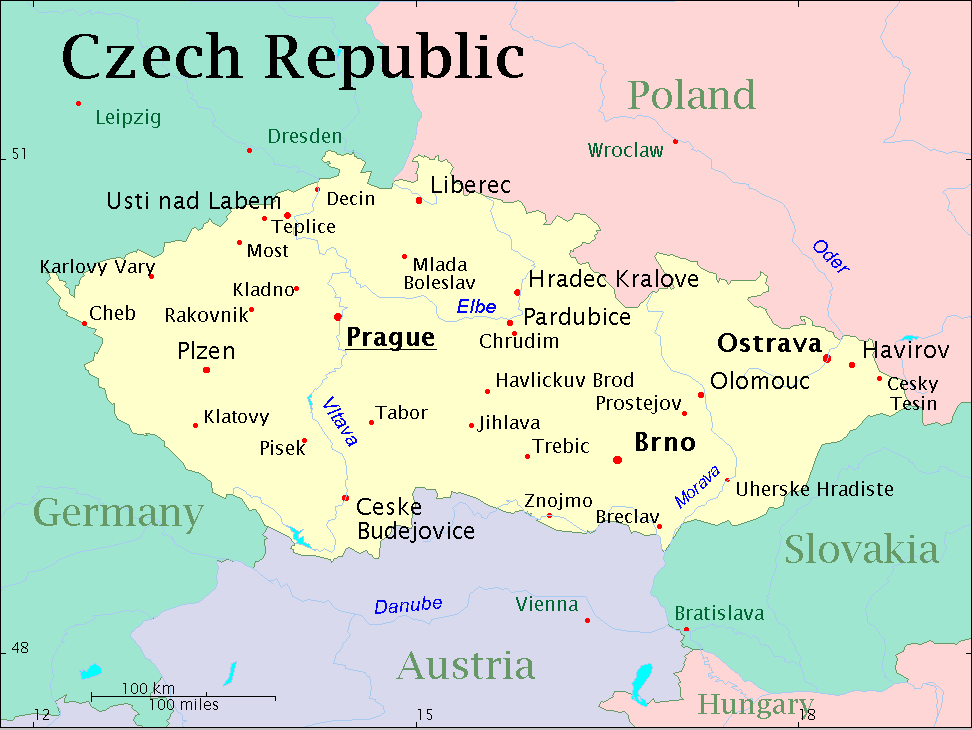 Czech Republic
Poland
Leipzig
Dresden
Wroclaw
51
Liberec
Usti nad Labem
Decin
Teplice
Most
Oder
Karlovy Vary
Mlada
Boleslav
Hradec Kralove
Kladno
Elbe
Cheb
Rakovnik
Pardubice
Prague
Chrudim
Ostrava
Havirov
Plzen
Havlickuv Brod
Olomouc
Cesky
Tesin
Prostejov
Klatovy
Vltava
Tabor
Jihlava
Pisek
Trebic
Brno
Morava
Uherske Hradiste
Germany
Ceske
Budejovice
Znojmo
Breclav
Slovakia
Danube
Vienna
Bratislava
48
Austria
100 km
100 miles
Hungary
12
15
18